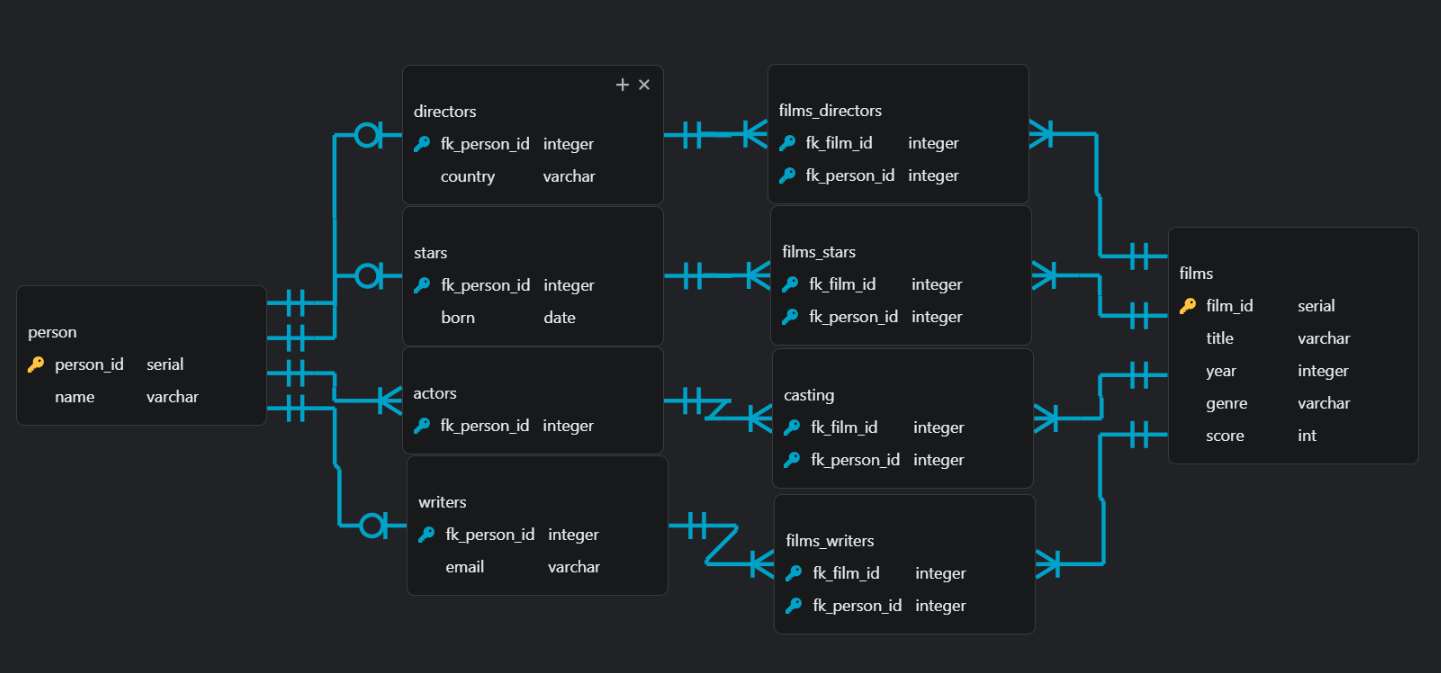 directors
fk_person_id integer
country varchar
stars
fk_person_id integer
born date
actors
fk_person_id integer
writers
fk_person_id integer
email varchar
person
person_id serial
name varchar
films_directors
fk_film_id integer
fk_person_id integer
films_stars
fk_film_id integer
fk_person_id integer
casting
fk_film_id integer
fk_person_id integer
films_writers
fk_film_id integer
fk_person_id integer
films
film_id serial
title varchar
year integer
genre varchar
score int